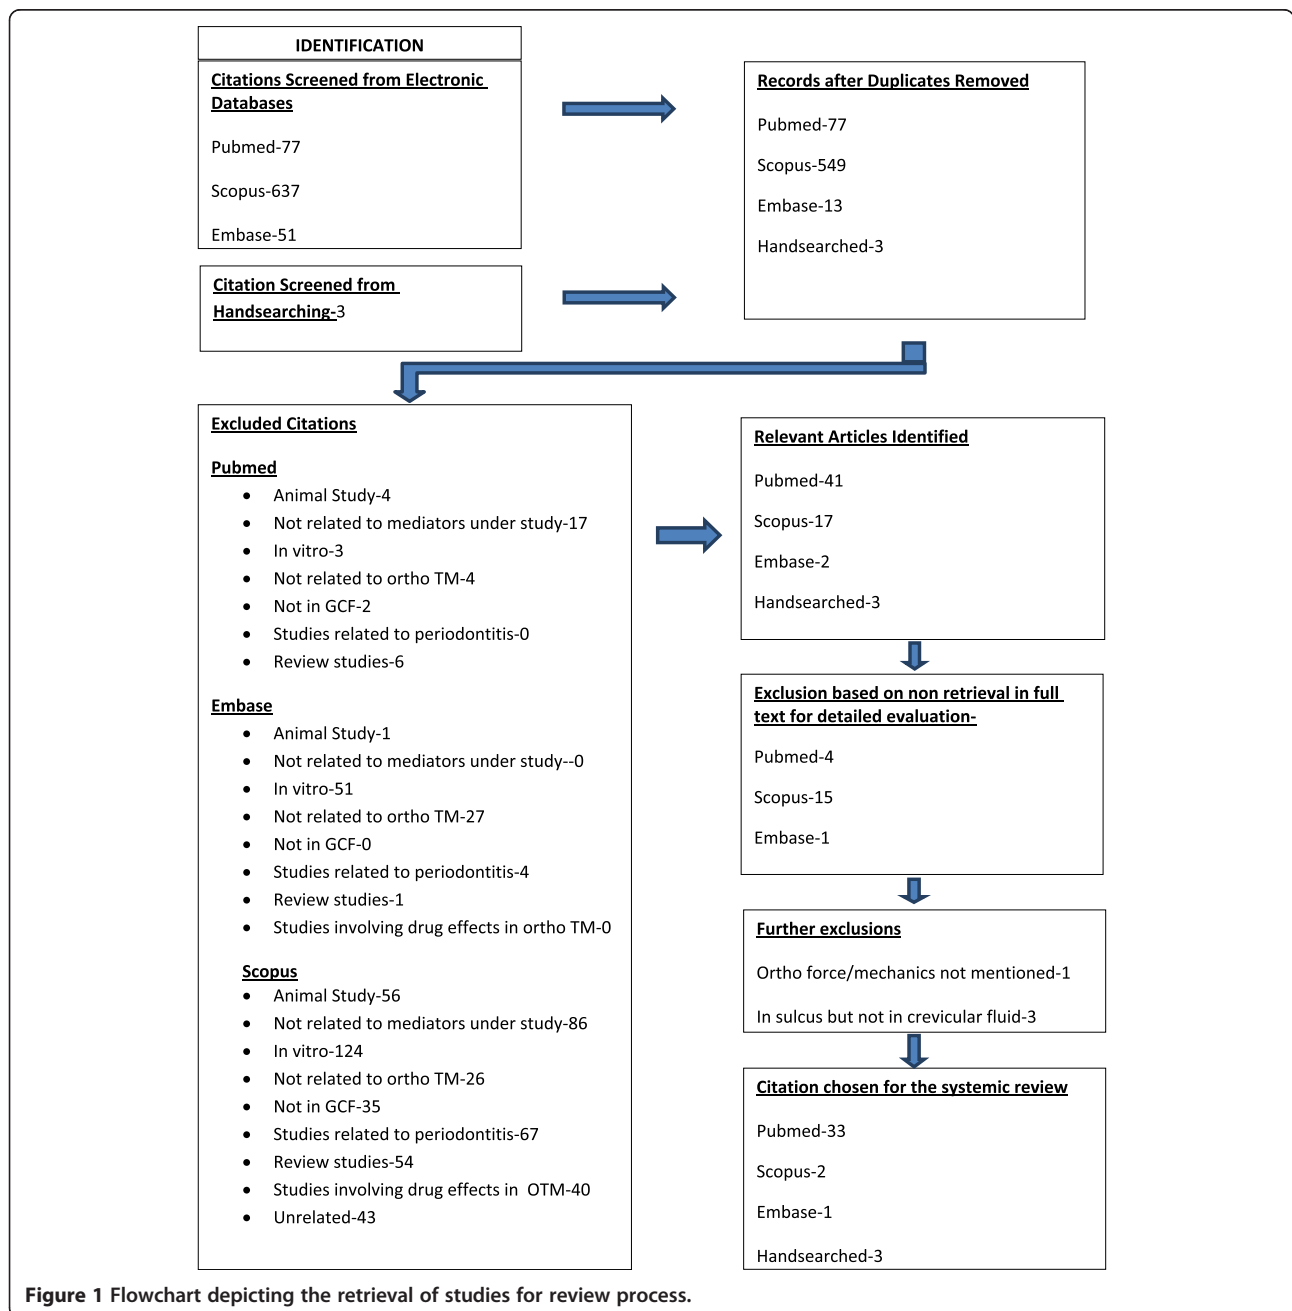 IDENTIFICATION
Citations Screened from Electronic
Databases
Pubmed-77
Scopus-637
Embase-51
Citation Screened from
Handsearching-3
Records after Duplicates Removed
Pubmed-77
Scopus-549
Embase-13
Handsearched-3
Excluded Citations
Pubmed
• Animal Study-4
• Not related to mediators under study-17
• In vitro-3
• Not related to ortho TM-4
• Not in GCF-2
• Studies related to periodontitis-0
• Review studies-6
Embase
• Animal Study-1
• Not related to mediators under study--0
• In vitro-51
• Not related to ortho TM-27
• Not in GCF-0
• Studies related to periodontitis-4
• Review studies-1
• Studies involving drug effects in ortho TM-0
Scopus
• Animal Study-56
• Not related to mediators under study-86
• In vitro-124
• Not related to ortho TM-26
• Not in GCF-35
• Studies related to periodontitis-67
• Review studies-54
• Studies involving drug effects in OTM-40
• Unrelated-43
Relevant Articles Identified
Pubmed-41
Scopus-17
Embase-2
Handsearched-3
Exclusion based on non retrieval in full
text for detailed evaluation-
Pubmed-4
Scopus-15
Embase-1
Further exclusions
Ortho force/mechanics not mentioned-1
In sulcus but not in crevicular fluid-3
Citation chosen for the systemic review
Pubmed-33
Scopus-2
Embase-1
Handsearched-3
Figure 1 Flowchart depicting the retrieval of studies for review process.